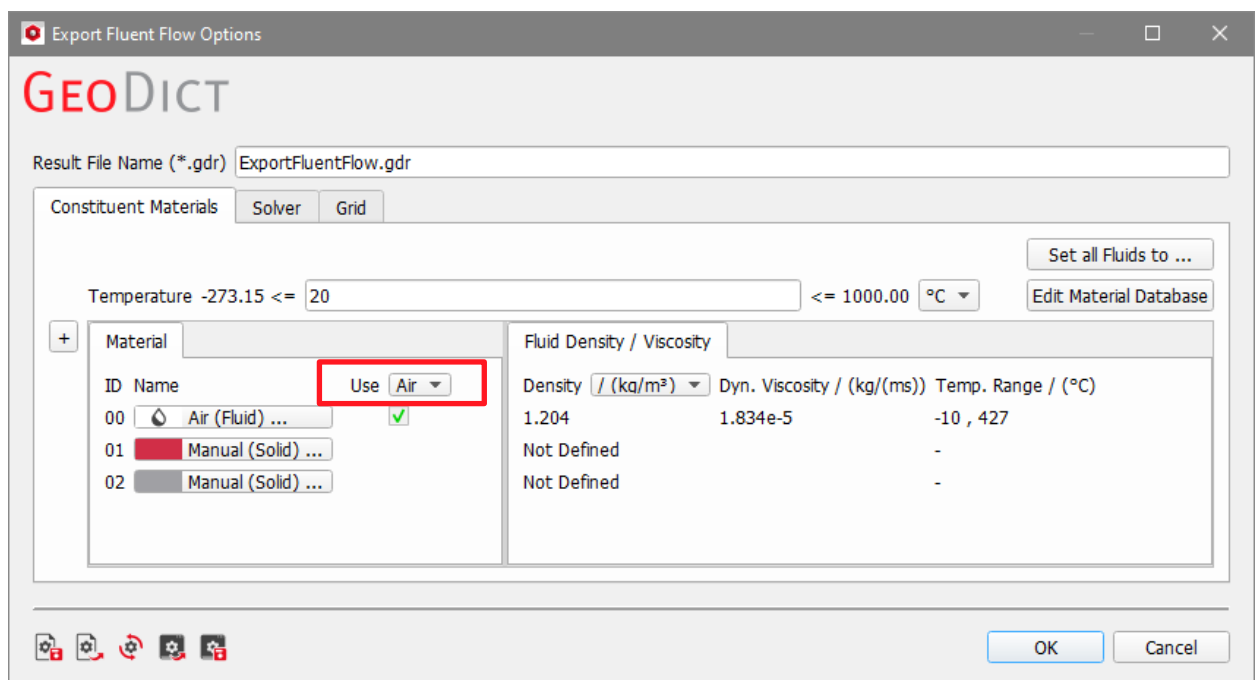 Export Fluent Flow Options
GEODICT
Result File Name (*.gdr) ExportFluentFlow.gdr
Constituent Materials Solver Grid
Set all Fluids to ...
Temperature -273.15 <= 20 <= 1000.00 °C Edit Material Database
+ Material Fluid Density / Viscosity
ID Name Use Air Density / (kg/m³) Dyn. Viscosity / (kg/(ms)) Temp. Range / (°C)
00 Air (Fluid) ... 1.204 1.834e-5 -10 , 427
01 Manual (Solid) ... Not Defined -
02 Manual (Solid) ... Not Defined -
OK Cancel